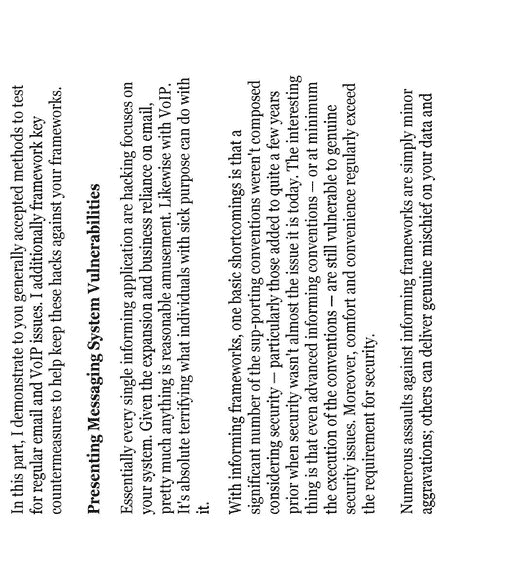 In this part, I demonstrate to you generally accepted methods to test
for regular email and VoIP issues. I additionally framework key
countermeasures to help keep these hacks against your frameworks.
Presenting Messaging System Vulnerabilities
Essentially every single informing application are hacking focuses on
your system. Given the expansion and business reliance on email,
pretty much anything is reasonable amusement. Likewise with VoIP.
It's absolute terrifying what individuals with sick purpose can do with
it.
With informing frameworks, one basic shortcomings is that a
significant number of the sup-porting conventions weren't composed
considering security — particularly those added to quite a few years
prior when security wasn't almost the issue it is today. The interesting
thing is that even advanced informing conventions — or at minimum
the execution of the conventions — are still vulnerable to genuine
security issues. Moreover, comfort and convenience regularly exceed
the requirement for security.
Numerous assaults against informing frameworks are simply minor
aggravations; others can deliver genuine mischief on your data and